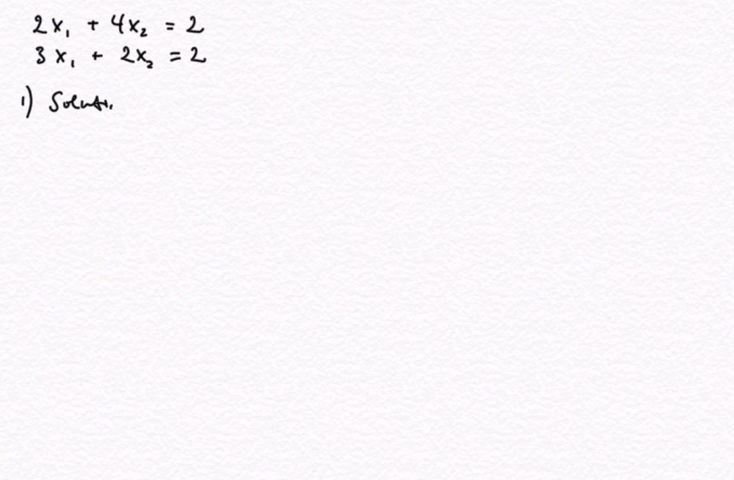 2x₁ + 4x₂ = 2
3x₁ + 2x₂ = 2
1)